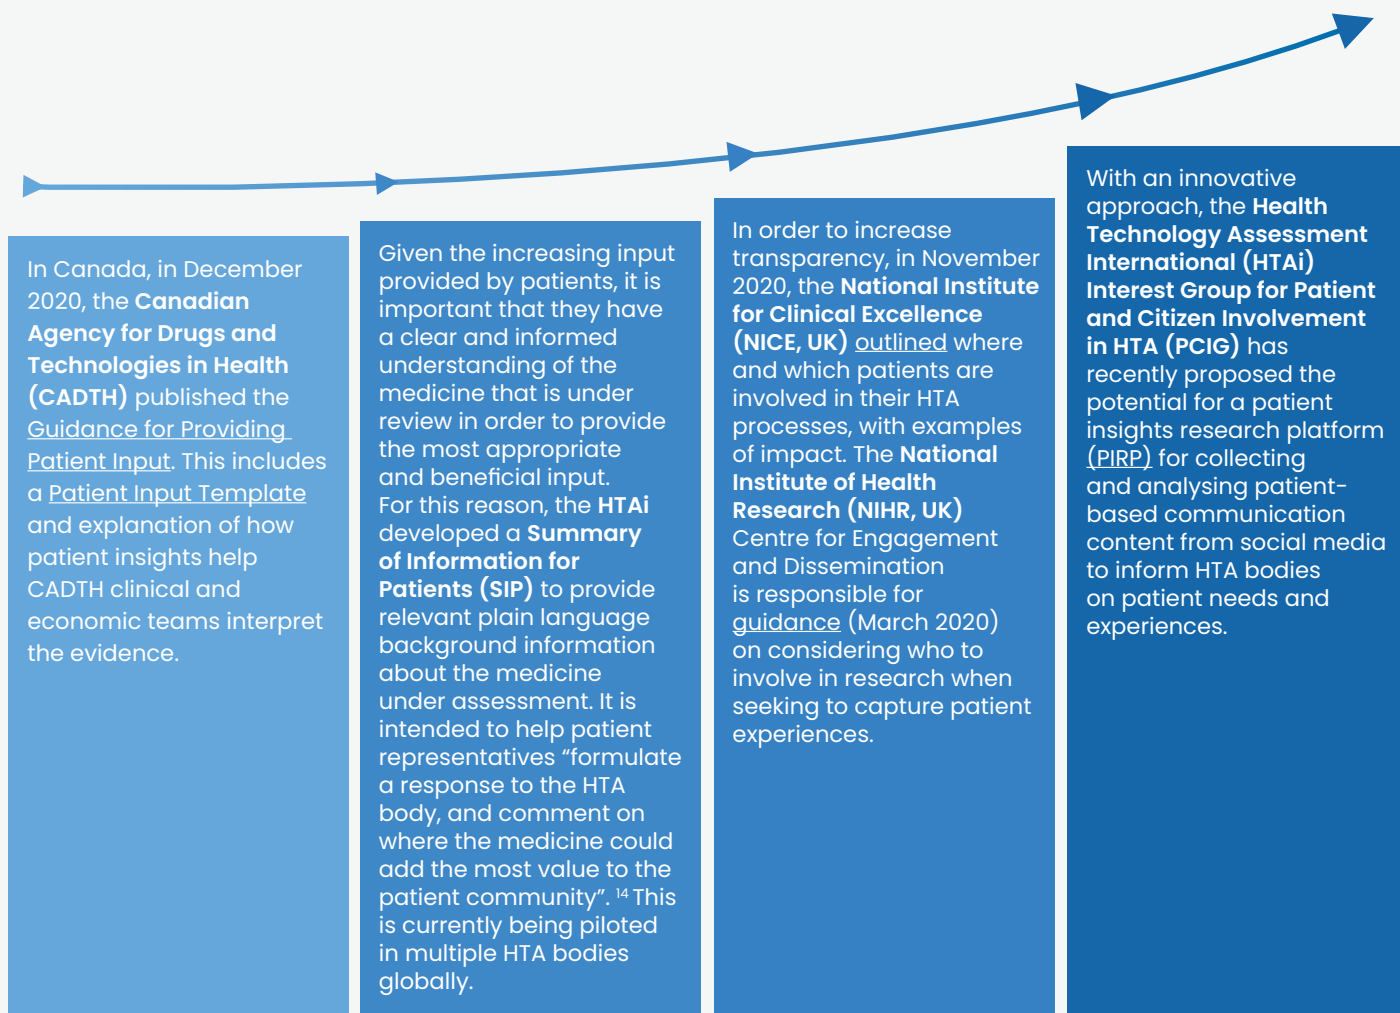 In Canada, in December
2020, the Canadian
Agency for Drugs and
Technologies in Health
(CADTH) published the
Guidance for Providing
Patient Input. This includes
a Patient Input Template
and explanation of how
patient insights help
CADTH clinical and
economic teams interpret
the evidence.
Given the increasing input
provided by patients, it is
important that they have
a clear and informed
understanding of the
medicine that is under
review in order to provide
the most appropriate
and beneficial input.
For this reason, the HTAi
developed a Summary
of Information for
Patients (SIP) to provide
relevant plain language
background information
about the medicine
under assessment. It is
intended to help patient
representatives “formulate
a response to the HTA
body, and comment on
where the medicine could
add the most value to the
patient community”. 14 This
is currently being piloted
in multiple HTA bodies
globally.
In order to increase
transparency, in November
2020, the National Institute
for Clinical Excellence
(NICE, UK) outlined where
and which patients are
involved in their HTA
processes, with examples
of impact. The National
Institute of Health
Research (NIHR, UK)
Centre for Engagement
and Dissemination
is responsible for
guidance (March 2020)
on considering who to
involve in research when
seeking to capture patient
experiences.
With an innovative
approach, the Health
Technology Assessment
International (HTAi)
Interest Group for Patient
and Citizen Involvement
in HTA (PCIG) has
recently proposed the
potential for a patient
insights research platform
(PIRP) for collecting
and analysing patient-
based communication
content from social media
to inform HTA bodies
on patient needs and
experiences.